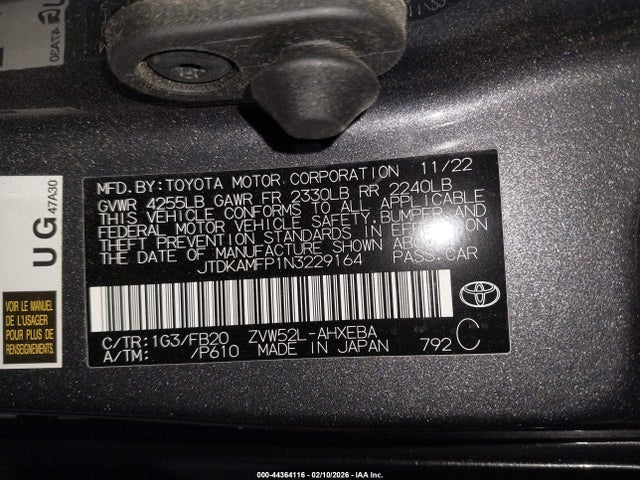 47A30
MFD.BY:TOYOTA MOTOR CORPORATION 11/22
GVWR 4255LB GAWR FR 2330LB RR 2240LB
THIS VEHICLE CONFORMS TO ALL APPLICABLE
FEDERAL MOTOR VEHICLE SAFETY,BUMPER,AND
THEFT PREVENTION STANDARDS IN EFFECT ON
THE DATE OF MANUFACTURE SHOWN ABOVE.
JTDKAMFP1N3229164 PASS.CAR
C/TR:1G3/FB20 ZVW52L-AHXEBA
A/TM: /P610 MADE IN JAPAN 792 C
UG 47A30
VOIR LE MANUEL
DE L'USAGER
POUR PLUS DE
RENSEIGNEMENTS
000-44364116 - 02/10/2026 - IAA Inc.